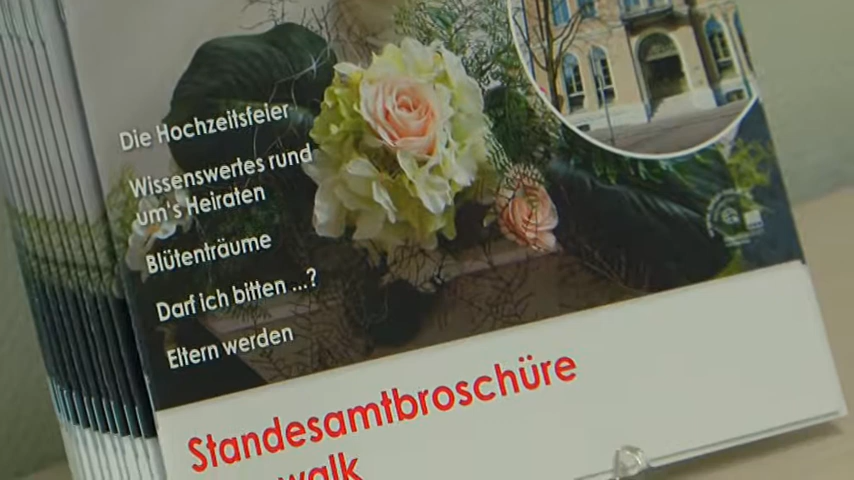 Die Hochzeitsfeier
Wissenswertes rund
um's Heiraten
Blütenträume
Darf ich bitten ...?
Eltern werden
Standesamtbroschüre